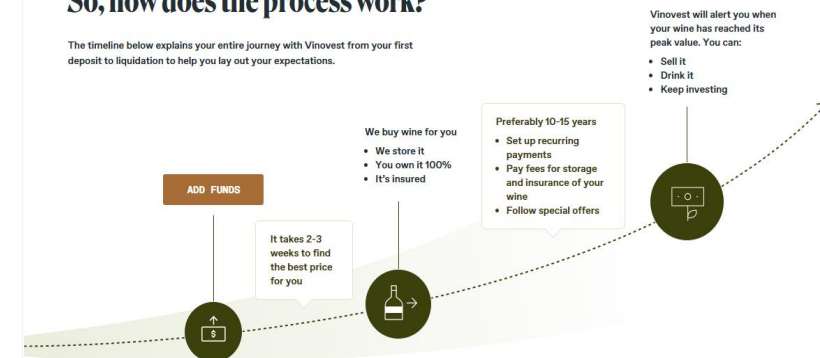 So, how does the process work?
The timeline below explains your entire journey with Vinovest from your first
deposit to liquidation to help you lay out your expectations.
ADD FUNDS
$
It takes 2-3
weeks to find
the best price
for you
We buy wine for you
• We store it
• You own it 100%
• It's insured
Preferably 10-15 years
• Set up recurring
payments
• Pay fees for storage
and insurance of your
wine
• Follow special offers
Vinovest will alert you when
your wine has reached its
peak value. You can:
• Sell it
• Drink it
• Keep investing